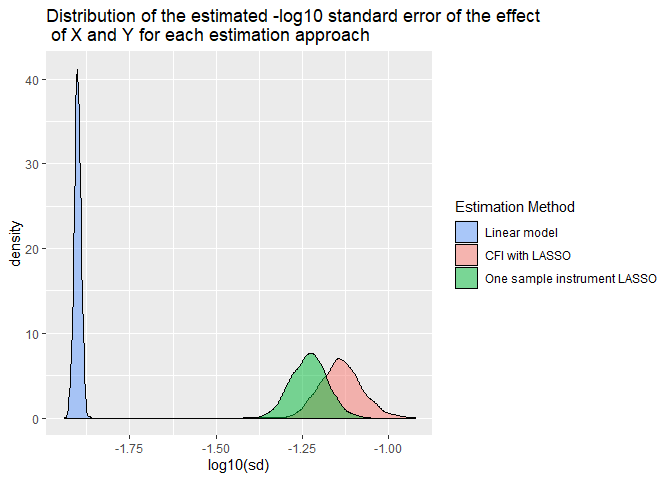 Distribution of the estimated -log10 standard error of the effect
of X and Y for each estimation approach
40
30
20
10
0
density
-1.75
-1.50
-1.25
-1.00
log10(sd)
Estimation Method
Linear model
CFI with LASSO
One sample instrument LASSO